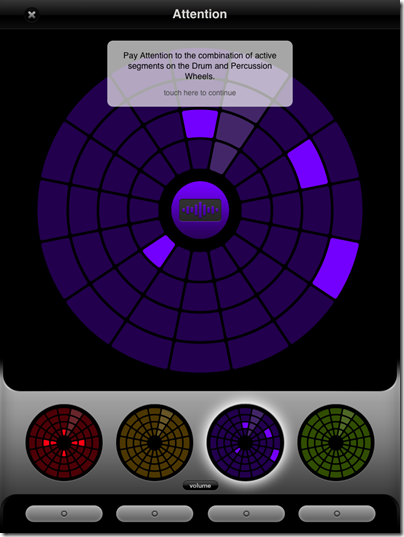 Attention
Pay Attention to the combination of active
segments on the Drum and Percussion
Wheels.
touch here to continue
volume